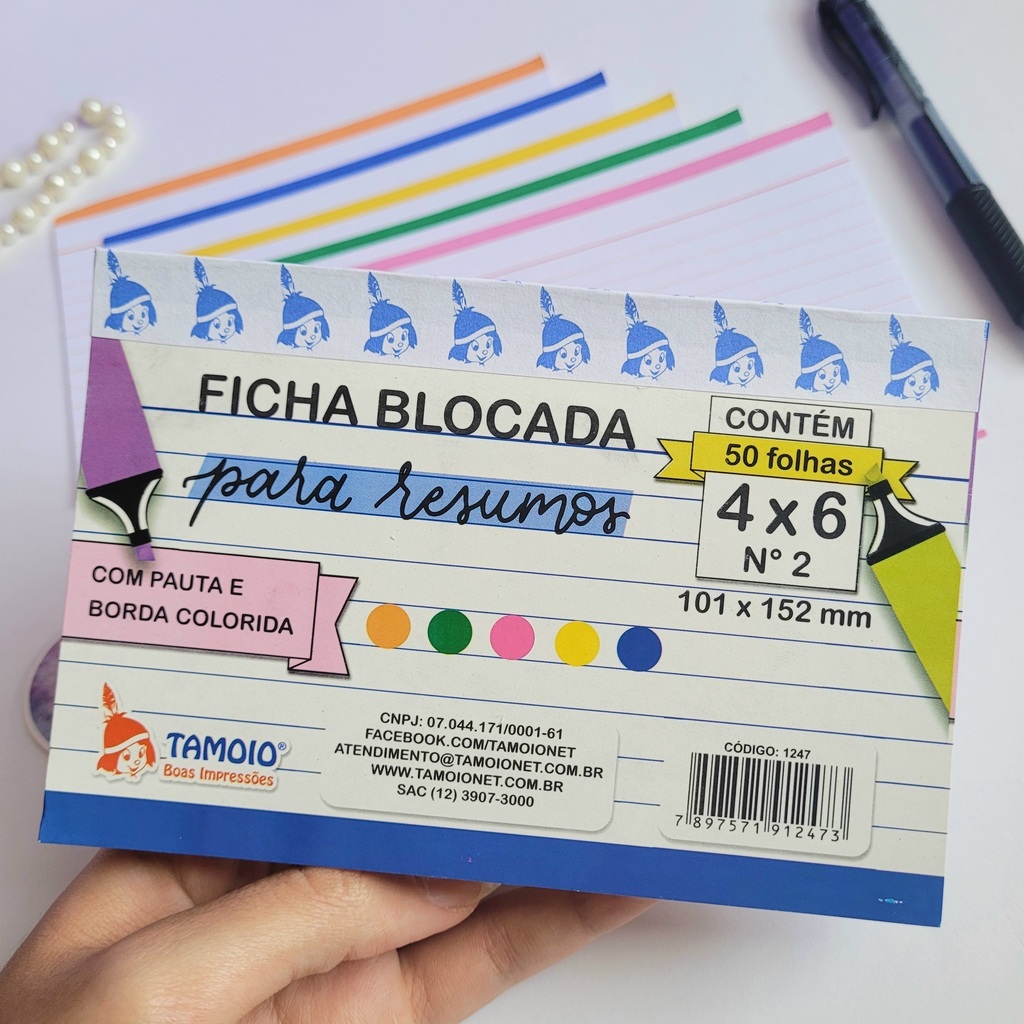 FICHA BLOCADA
para resumos
CONTÉM
50 folhas
4 x 6
N° 2
101 x 152 mm
COM PAUTA E
BORDA COLORIDA
TAMOIO®
Boas Impressões
CNPJ: 07.044.171/0001-61
FACEBOOK.COM/TAMOIONET
ATENDIMENTO@TAMOIONET.COM.BR
WWW.TAMOIONET.COM.BR
SAC (12) 3907-3000
CÓDIGO: 1247
7 897571 912473